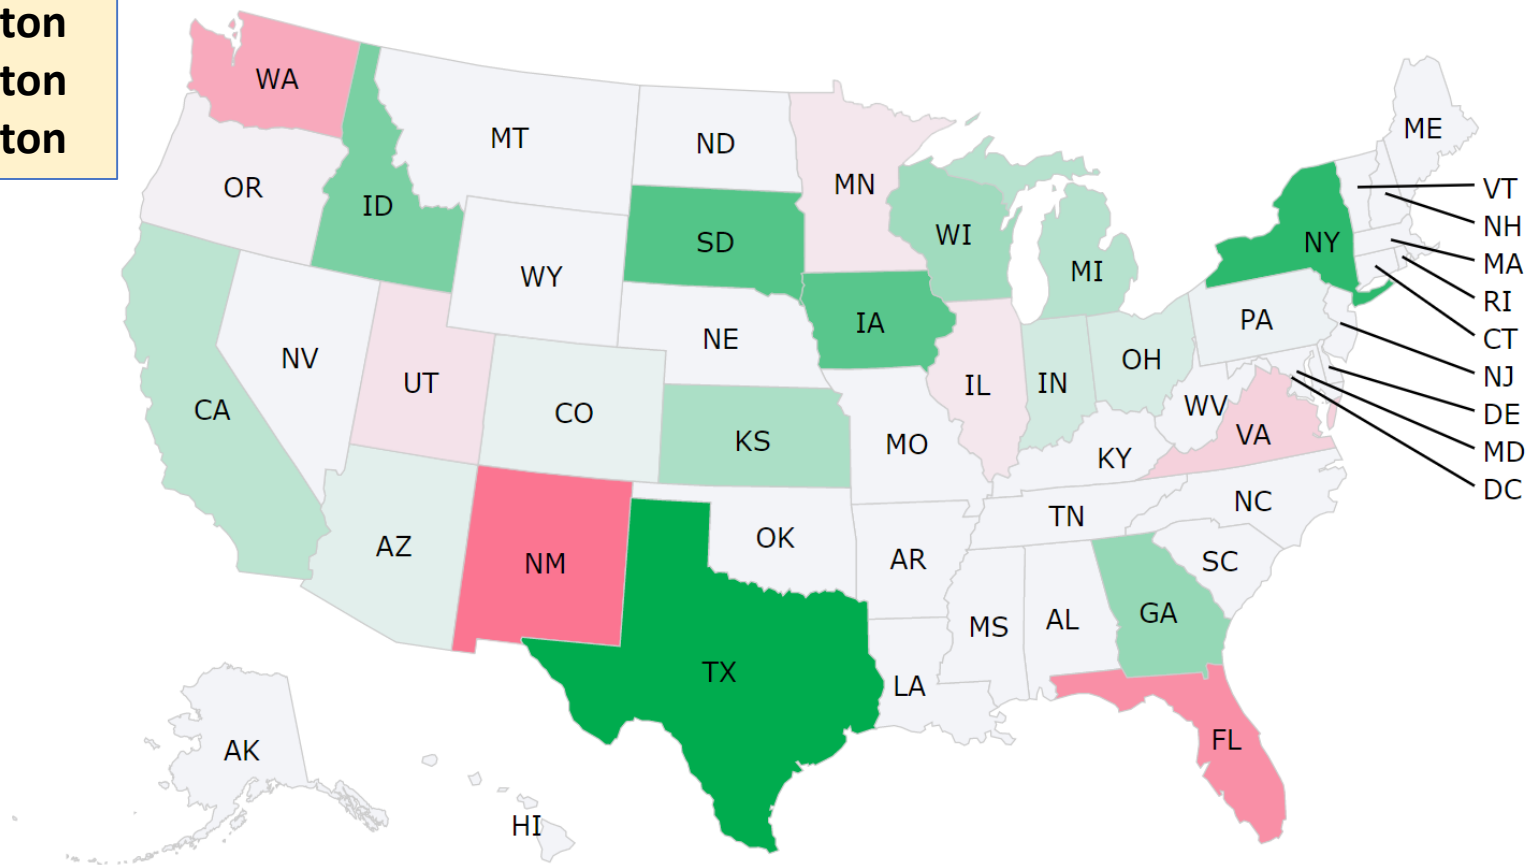 ton
ton
ton
WA
MT
ND
ME
OR
ID
MN
VT
NH
SD
WI
NY
MA
WY
MI
RI
IA
PA
CT
NV
NE
OH
NJ
UT
IL
IN
CA
CO
WV
DE
KS
MO
VA
MD
KY
DC
TN
NC
AZ
NM
OK
AR
SC
MS
AL
GA
TX
LA
AK
FL
HI